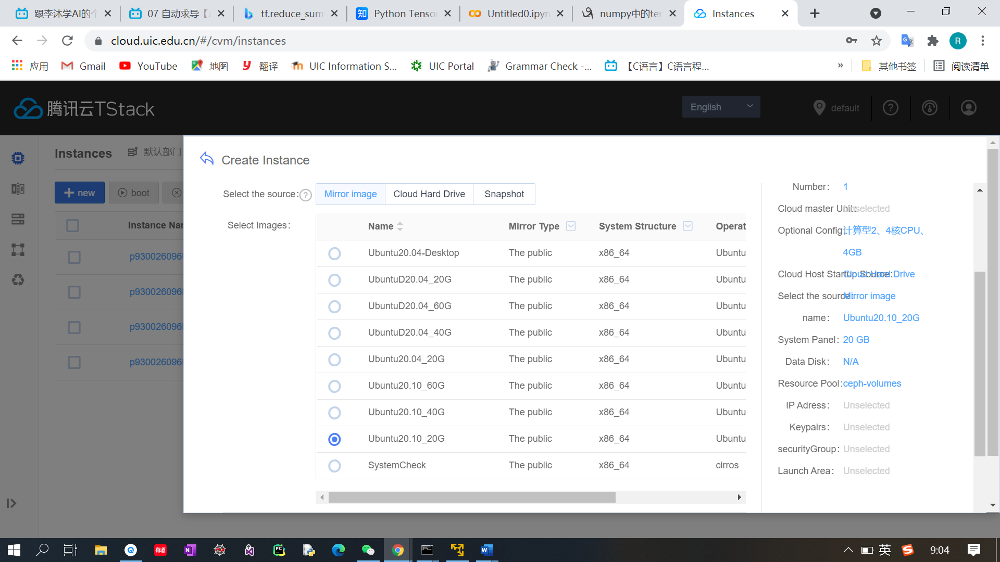 跟李沐学AI的个
07 自动求导【
tf.reduce_sum
Python Tenso
Untitled0.ipyn
numpy中的ter
Instances
cloud.uic.edu.cn/#/cvm/instances
R
应用
Gmail
YouTube
地图
翻译
UIC Information S...
UIC Portal
Grammar Check -...
【C语言】C语言程...
»
其他书签
阅读清单
腾讯云TStack
English
default
Instances
默认部门
new
boot
Instance Nar
p930026096
p930026096
p930026096
p930026096
Create Instance
Select the source:
Mirror image
Cloud Hard Drive
Snapshot
Select Images:
Name Mirror Type System Structure Operat
Ubuntu20.04-Desktop The public x86_64 Ubuntu
UbuntuD20.04_20G The public x86_64 Ubuntu
UbuntuD20.04_60G The public x86_64 Ubuntu
UbuntuD20.04_40G The public x86_64 Ubuntu
Ubuntu20.04_20G The public x86_64 Ubuntu
Ubuntu20.10_60G The public x86_64 Ubuntu
Ubuntu20.10_40G The public x86_64 Ubuntu
Ubuntu20.10_20G The public x86_64 Ubuntu
SystemCheck The public x86_64 cirros
Number: 1
Cloud master Unit: Unselected
Optional Config: 计算型2、4核CPU、
4GB
Cloud Host Startup Source: Cloud Hard Drive
Select the source: Mirror image
name: Ubuntu20.10_20G
System Panel: 20 GB
Data Disk: N/A
Resource Pool: ceph-volumes
IP Adress: Unselected
Keypairs: Unselected
securityGroup: Unselected
Launch Area: Unselected
有道
英
9:04